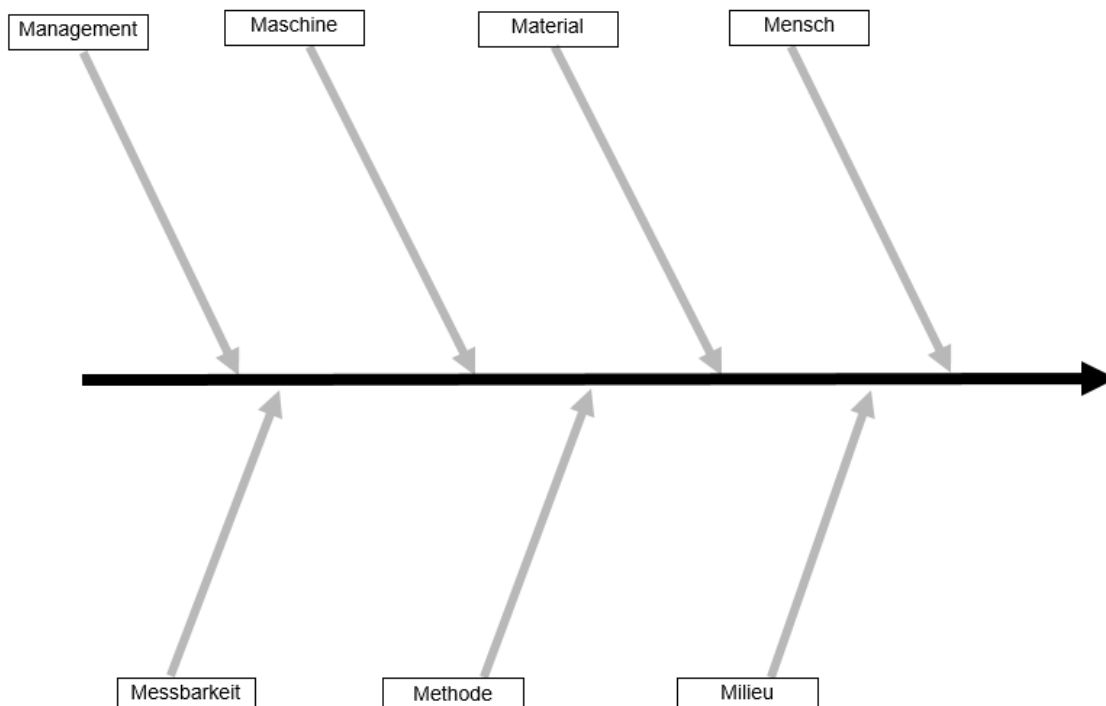 Management
Maschine
Material
Mensch
Messbarkeit
Methode
Milieu